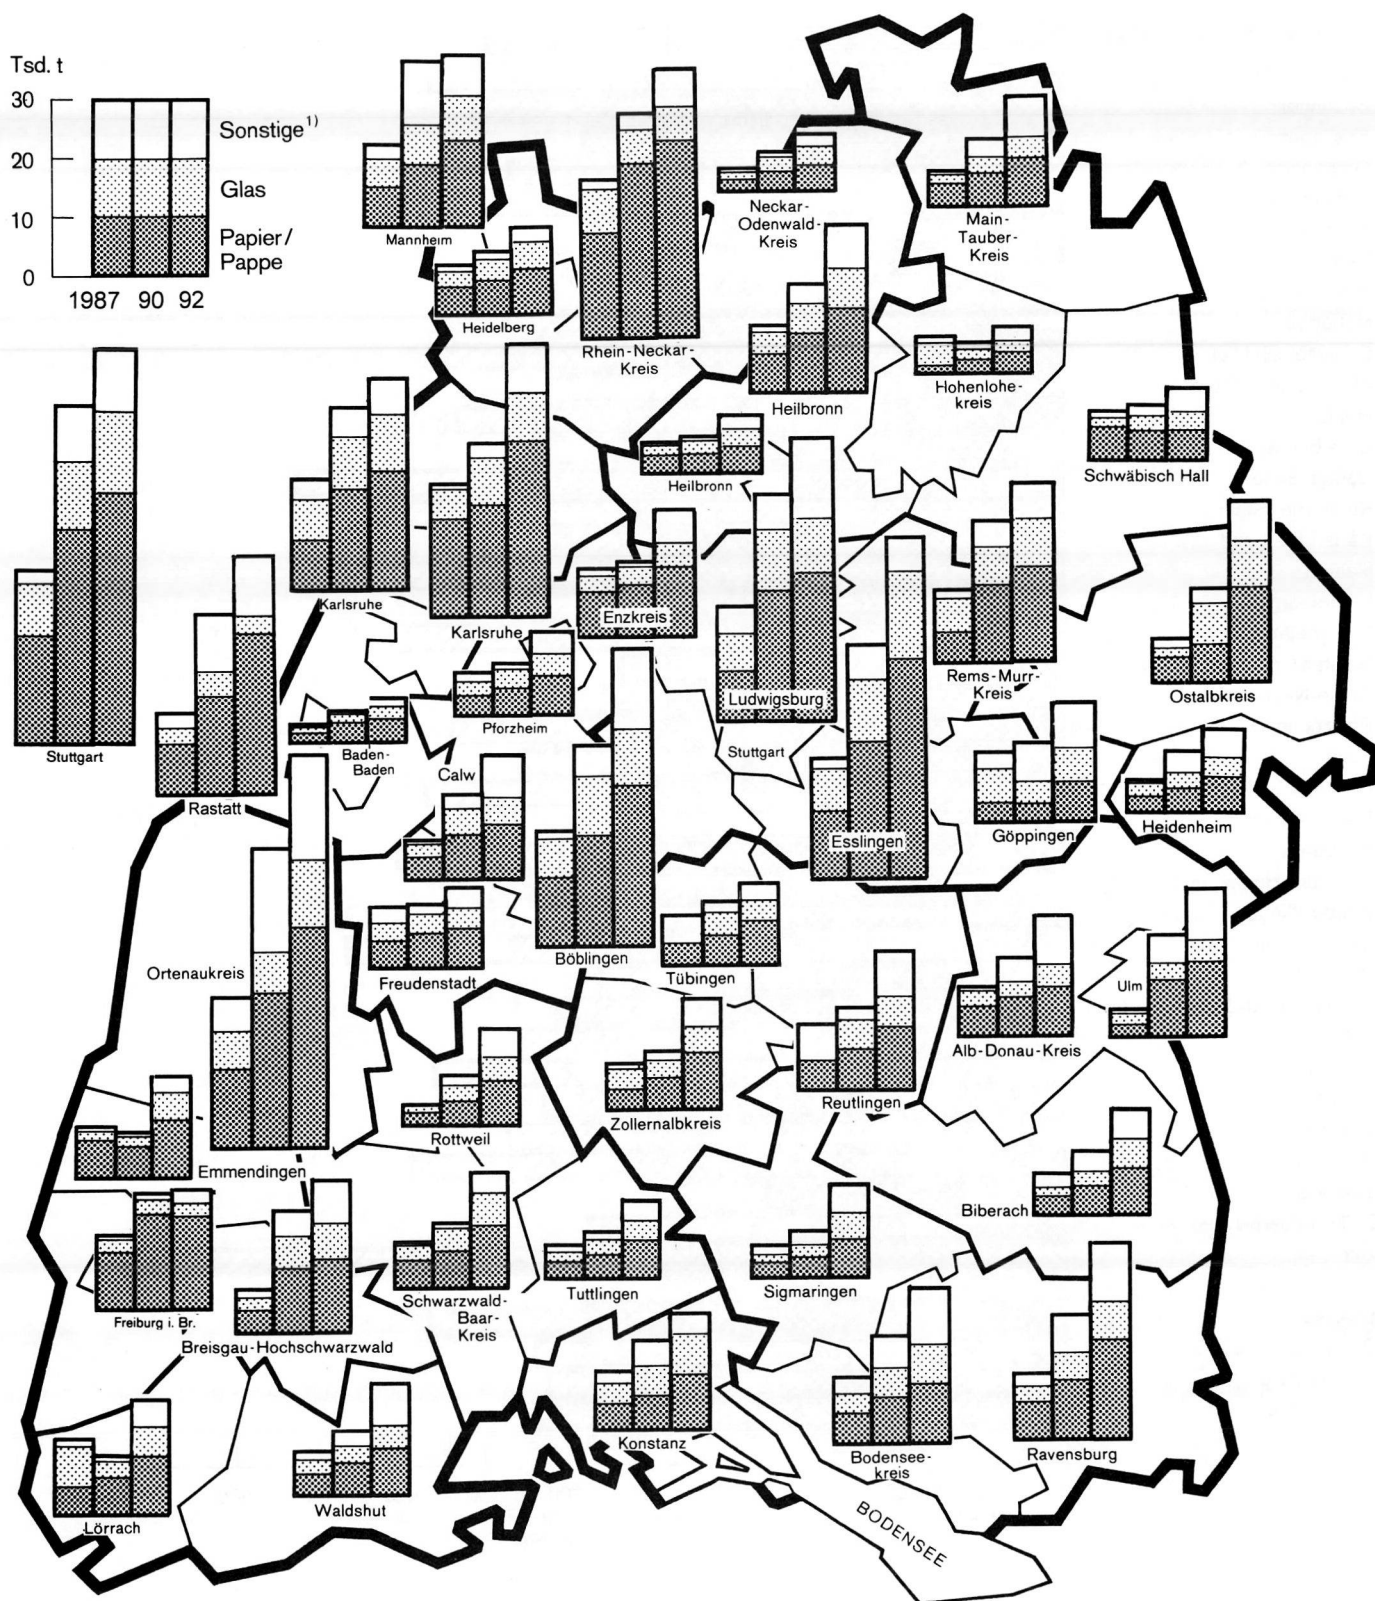 Tsd. t
30
20
10
0
Sonstige¹⁾
Glas
Papier/
Pappe
1987 90 92
Mannheim
Neckar-
Odenwald-
Kreis
Main-
Tauber-
Kreis
Heidelberg
Rhein-Neckar-
Kreis
Heilbronn
Hohenlohe-
kreis
Heilbronn
Schwäbisch Hall
Stuttgart
Karlsruhe
Karlsruhe
Enzkreis
Ludwigsburg
Rems-Murr-
Kreis
Ostalbkreis
Rastatt
Baden-
Baden
Pforzheim
Stuttgart
Calw
Esslingen
Göppingen
Heidenheim
Ortenaukreis
Freudenstadt
Böblingen
Tübingen
Ulm
Alb-Donau-Kreis
Reutlingen
Zollernalbkreis
Rottweil
Emmendingen
Biberach
Freiburg i. Br.
Breisgau-Hochschwarzwald
Schwarzwald-
Baar-
Kreis
Tuttlingen
Sigmaringen
Konstanz
Bodensee-
kreis
Ravensburg
Lörrach
Waldshut
BODENSEE